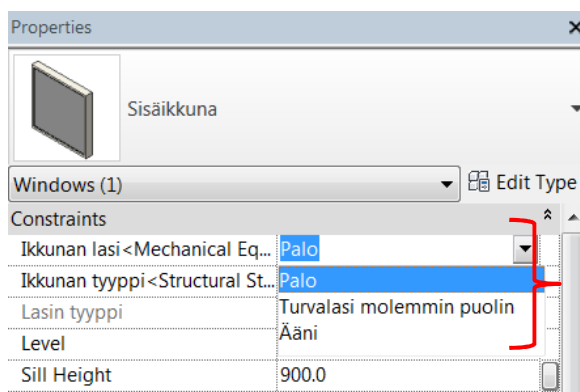 Properties
Sisäikkuna
Windows (1) Edit Type
Constraints
Ikkunan lasi<Mechanical Eq... Palo
Ikkunan tyyppi<Structural St... Palo
Turvalasi molemmin puolin
Lasin tyyppi
Ääni
Level
Sill Height 900.0